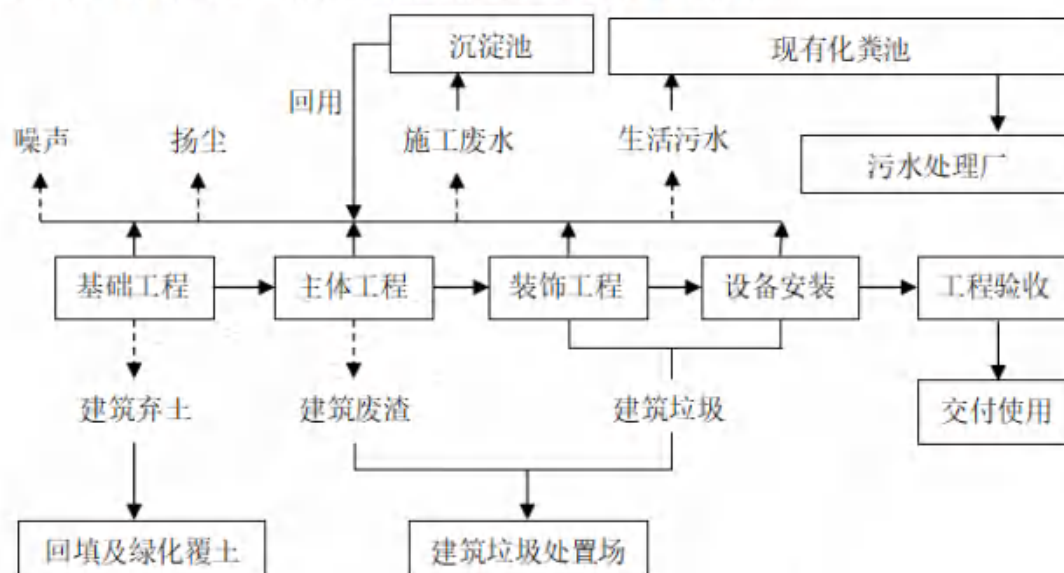 沉淀池
现有化粪池
回用
噪声
扬尘
施工废水
生活污水
污水处理厂
基础工程
主体工程
装饰工程
设备安装
工程验收
建筑弃土
建筑废渣
建筑垃圾
交付使用
回填及绿化覆土
建筑垃圾处置场